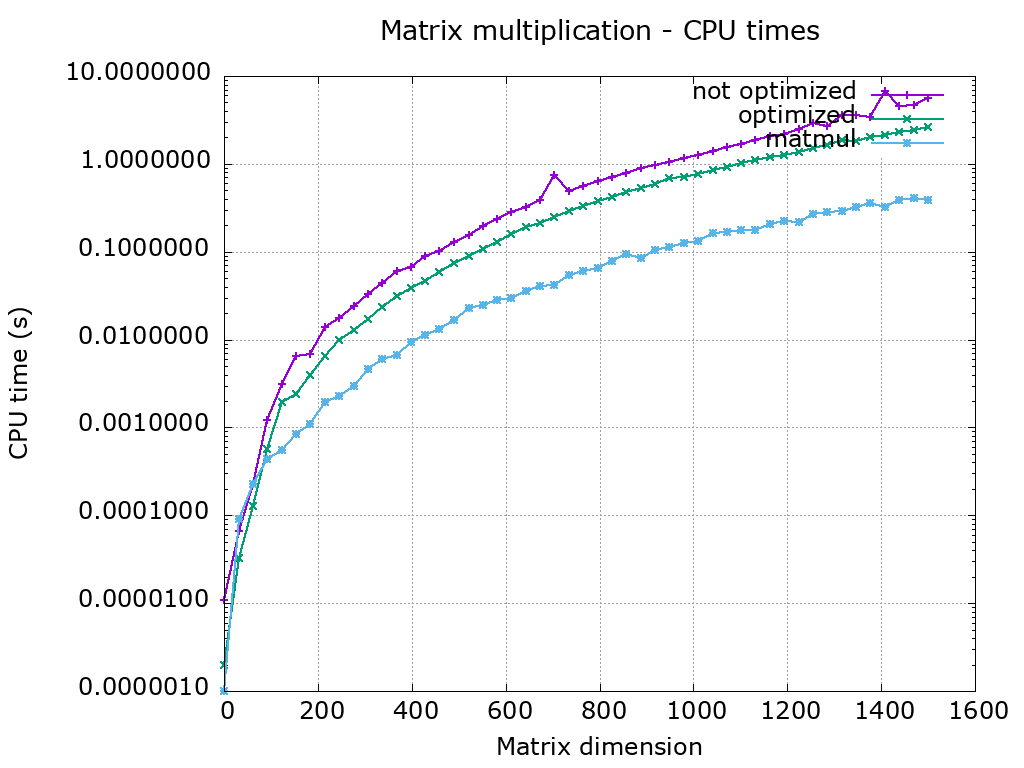 Matrix multiplication - CPU times
10.0000000
1.0000000
0.1000000
0.0100000
0.0010000
0.0001000
0.0000100
0.0000010
CPU time (s)
not optimized
optimized
matmul
0 200 400 600 800 1000 1200 1400 1600
Matrix dimension